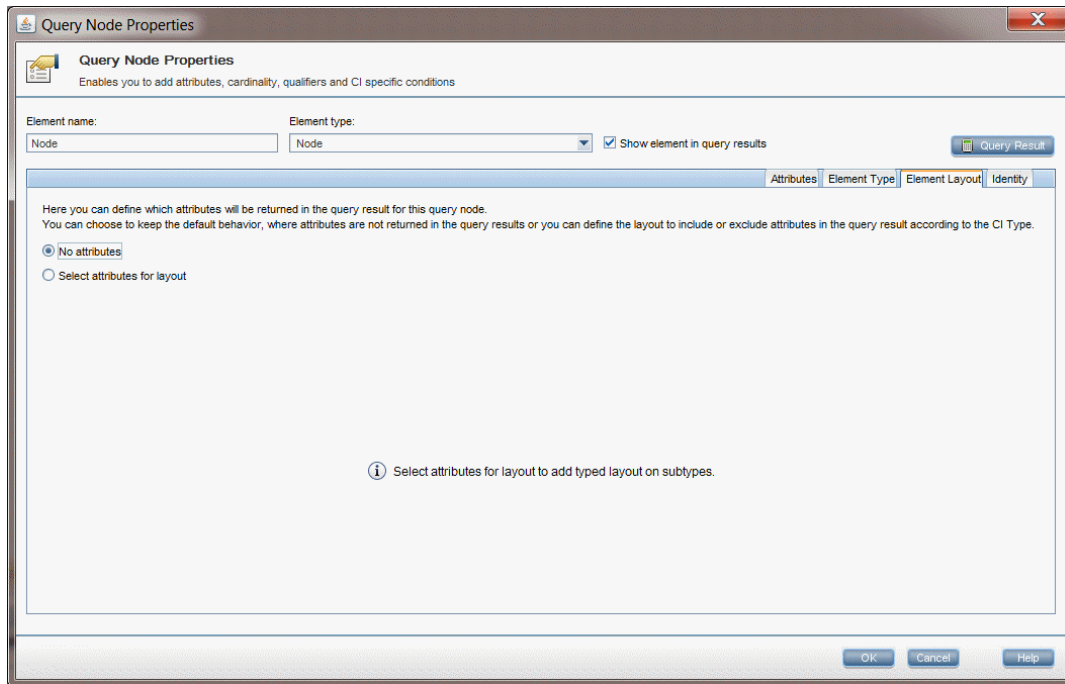 Query Node Properties
Query Node Properties
Enables you to add attributes, cardinality, qualifiers and CI specific conditions
Element name:
Element type:
Node
Node
Show element in query results
Query Result
Attributes
Element Type
Element Layout
Identity
Here you can define which attributes will be returned in the query result for this query node.
You can choose to keep the default behavior, where attributes are not returned in the query results or you can define the layout to include or exclude attributes in the query result according to the CI Type.
No attributes
Select attributes for layout
Select attributes for layout to add typed layout on subtypes.
OK
Cancel
Help